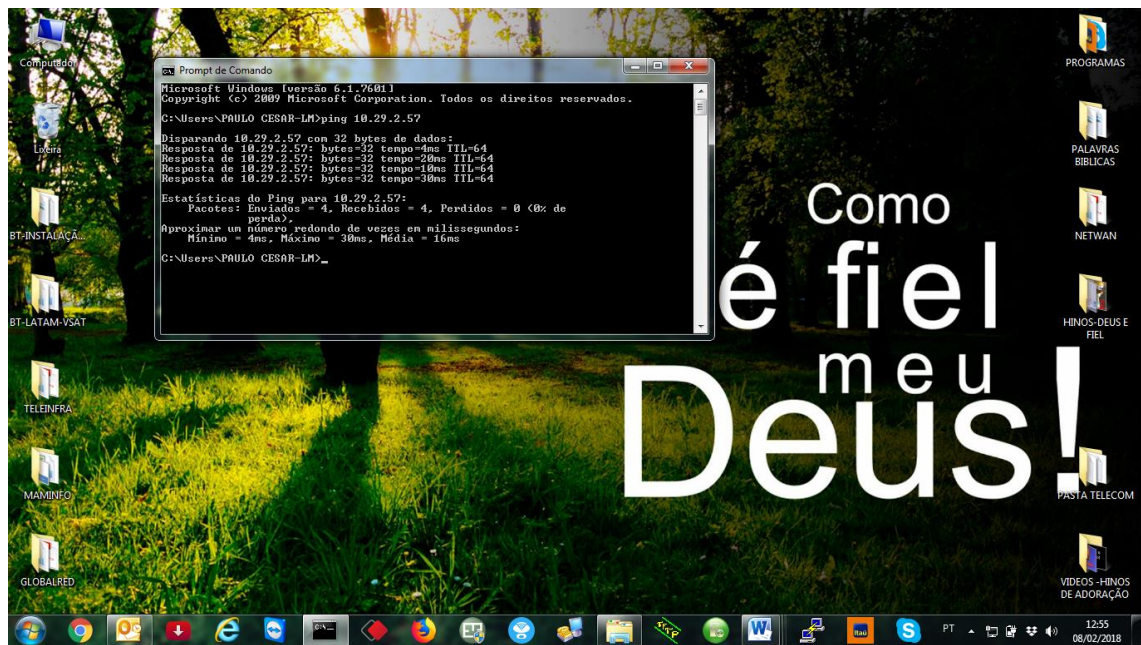 Computador
Lixeira
BT-INSTALAÇÃ...
BT-LATAM-VSAT
TELEINFRA
MAMINFO
GLOBALRED
Prompt de Comando
Microsoft Windows [versão 6.1.7601]
Copyright (c) 2009 Microsoft Corporation. Todos os direitos reservados.
C:\Users\PAULO CESAR-LM>ping 10.29.2.57
Disparando 10.29.2.57 com 32 bytes de dados:
Resposta de 10.29.2.57: bytes=32 tempo=4ms TTL=64
Resposta de 10.29.2.57: bytes=32 tempo=20ms TTL=64
Resposta de 10.29.2.57: bytes=32 tempo=10ms TTL=64
Resposta de 10.29.2.57: bytes=32 tempo=30ms TTL=64
Estatísticas do Ping para 10.29.2.57:
Pacotes: Enviados = 4, Recebidos = 4, Perdidos = 0 (0% de
perda),
Aproximar um número redondo de vezes em milissegundos:
Mínimo = 4ms, Máximo = 30ms, Média = 16ms
C:\Users\PAULO CESAR-LM>_
Como
é fiel
meu
Deus!
PROGRAMAS
PALAVRAS
BIBLICAS
NETWAN
HINOS-DEUS E
FIEL
PASTA TELECOM
VIDEOS -HINOS
DE ADORAÇÃO
PT
12:55
08/02/2018